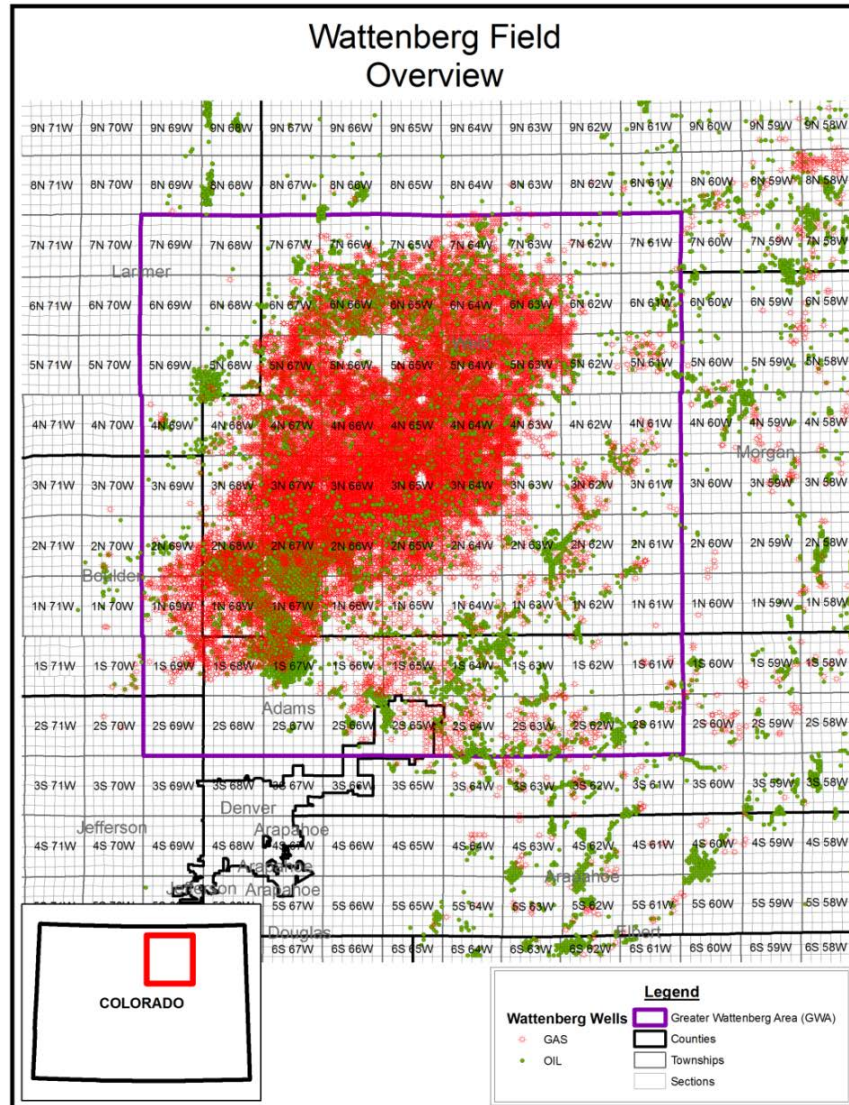 Wattenberg Field
Overview
9N 71W 9N 70W 9N 69W 9N 68W 9N 67W 9N 66W 9N 65W 9N 64W 9N 63W 9N 62W 9N 61W 9N 60W 9N 59W 9N 58W
8N 71W 8N 70W 8N 69W 8N 68W 8N 67W 8N 66W 8N 65W 8N 64W 8N 63W 8N 62W 8N 61W 8N 60W 8N 59W 8N 58W
7N 71W 7N 70W 7N 69W 7N 68W 7N 67W 7N 66W 7N 65W 7N 64W 7N 63W 7N 62W 7N 61W 7N 60W 7N 59W 7N 58W
Larimer
6N 71W 6N 70W 6N 69W 6N 68W 6N 67W 6N 66W 6N 65W 6N 64W 6N 63W 6N 62W 6N 61W 6N 60W 6N 59W 6N 58W
5N 71W 5N 70W 5N 69W 5N 68W 5N 67W 5N 66W 5N 65W 5N 64W 5N 63W 5N 62W 5N 61W 5N 60W 5N 59W 5N 58W
4N 71W 4N 70W 4N 69W 4N 68W 4N 67W 4N 66W 4N 65W 4N 64W 4N 63W 4N 62W 4N 61W 4N 60W 4N 59W 4N 58W
Morgan
3N 71W 3N 70W 3N 69W 3N 68W 3N 67W 3N 66W 3N 65W 3N 64W 3N 63W 3N 62W 3N 61W 3N 60W 3N 59W 3N 58W
2N 71W 2N 70W 2N 69W 2N 68W 2N 67W 2N 66W 2N 65W 2N 64W 2N 63W 2N 62W 2N 61W 2N 60W 2N 59W 2N 58W
Boulder
1N 71W 1N 70W 1N 69W 1N 68W 1N 67W 1N 66W 1N 65W 1N 64W 1N 63W 1N 62W 1N 61W 1N 60W 1N 59W 1N 58W
1S 71W 1S 70W 1S 69W 1S 68W 1S 67W 1S 66W 1S 65W 1S 64W 1S 63W 1S 62W 1S 61W 1S 60W 1S 59W 1S 58W
Adams
2S 71W 2S 70W 2S 69W 2S 68W 2S 67W 2S 66W 2S 65W 2S 64W 2S 63W 2S 62W 2S 61W 2S 60W 2S 59W 2S 58W
3S 71W 3S 70W 3S 69W 3S 68W 3S 67W 3S 66W 3S 65W 3S 64W 3S 63W 3S 62W 3S 61W 3S 60W 3S 59W 3S 58W
Denver
Jefferson Arapahoe
4S 71W 4S 70W 4S 69W 4S 68W 4S 67W 4S 66W 4S 65W 4S 64W 4S 63W 4S 62W 4S 61W 4S 60W 4S 59W 4S 58W
Arapahoe Arapahoe
Jefferson Arapahoe
5S 67W 5S 66W 5S 65W 5S 64W 5S 63W 5S 62W 5S 61W 5S 60W 5S 59W 5S 58W
Douglas Elbert
6S 67W 6S 66W 6S 65W 6S 64W 6S 63W 6S 62W 6S 61W 6S 60W 6S 59W 6S 58W
COLORADO
Legend
Wattenberg Wells
GAS
OIL
Greater Wattenberg Area (GWA)
Counties
Townships
Sections